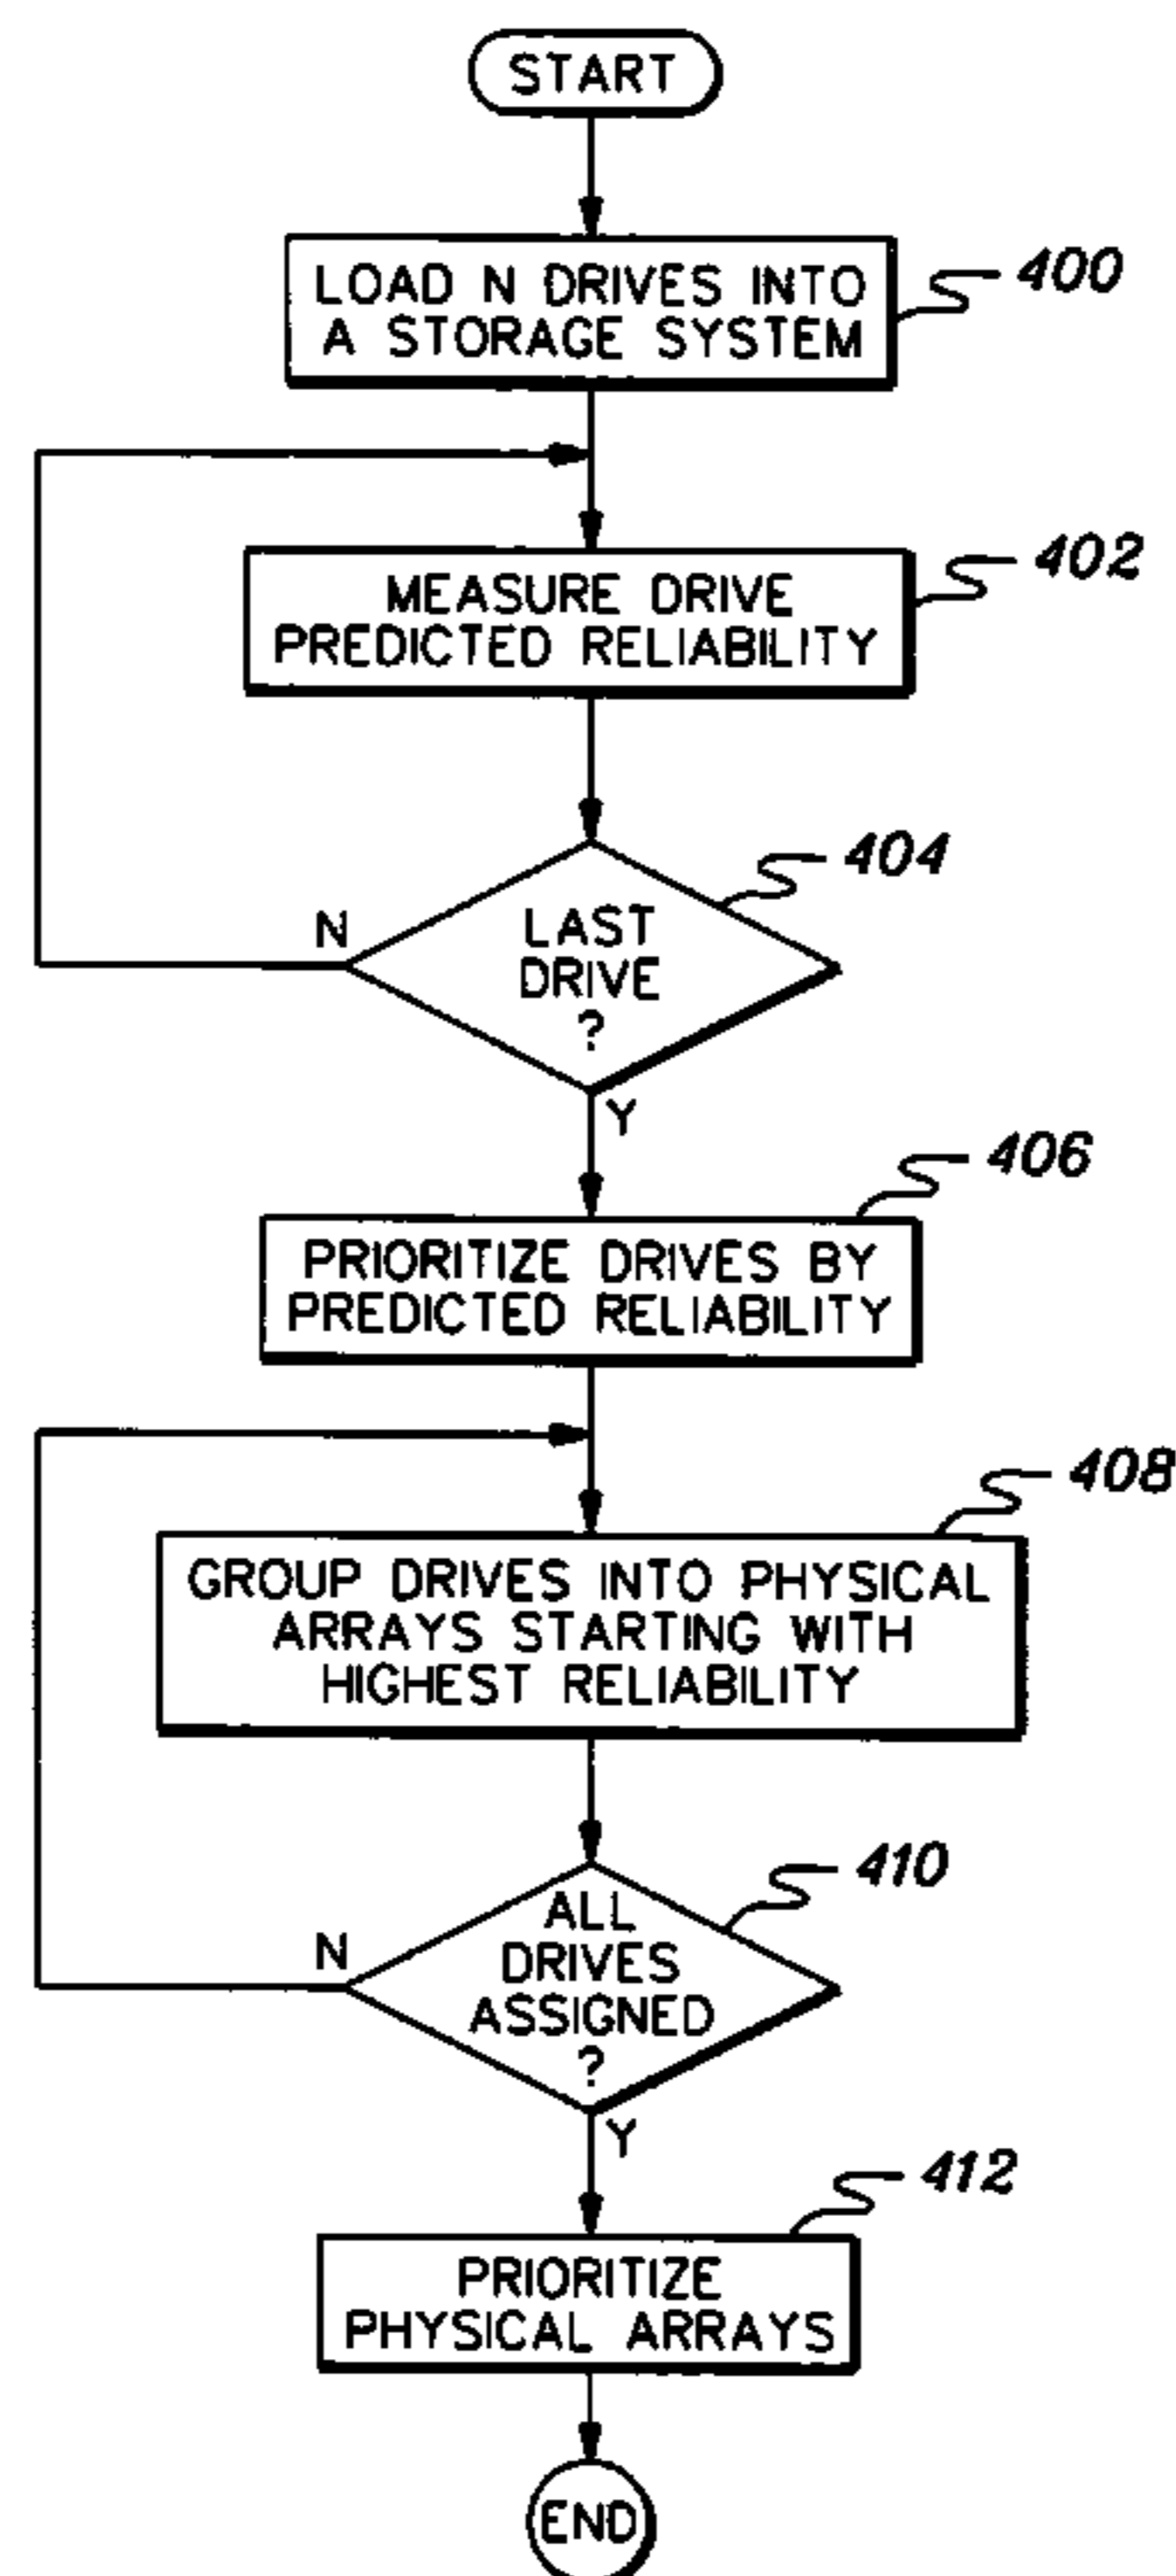 START
LOAD N DRIVES INTO
A STORAGE SYSTEM
400
MEASURE DRIVE
PREDICTED RELIABILITY
402
LAST
DRIVE
?
404
N
Y
PRIORITIZE DRIVES BY
PREDICTED RELIABILITY
406
GROUP DRIVES INTO PHYSICAL
ARRAYS STARTING WITH
HIGHEST RELIABILITY
408
ALL
DRIVES
ASSIGNED
?
410
N
Y
PRIORITIZE
PHYSICAL ARRAYS
412
END